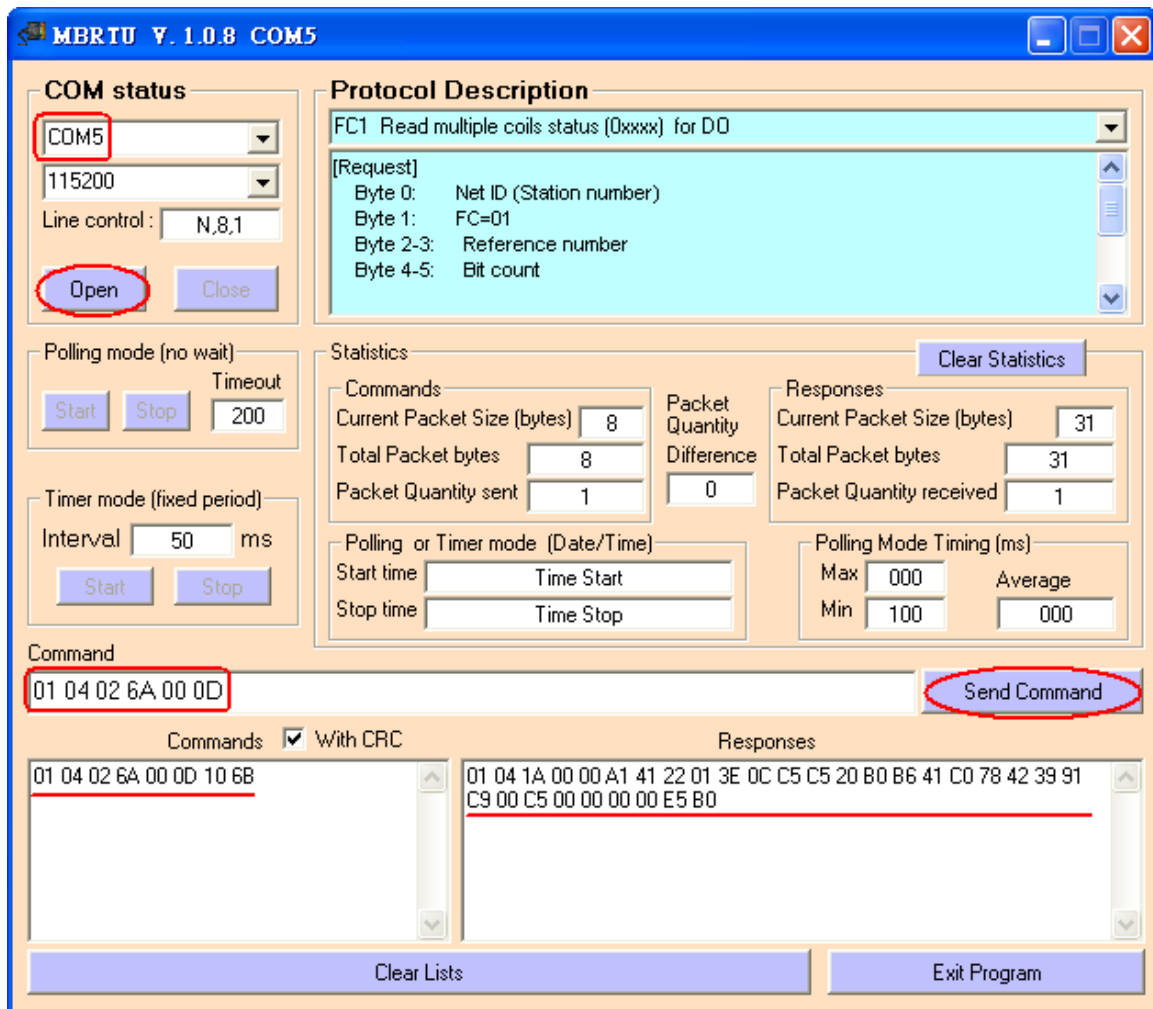 MBRTU V. 1.0.8 COM5
COM status
COM5
115200
Line control : N,8,1
Open Close
Protocol Description
FC1 Read multiple coils status (0xxxx) for DO
[Request]
Byte 0: Net ID (Station number)
Byte 1: FC=01
Byte 2-3: Reference number
Byte 4-5: Bit count
Polling mode (no wait)
Timeout
Start Stop 200
Timer mode (fixed period)
Interval 50 ms
Start Stop
Statistics
Clear Statistics
Commands
Current Packet Size (bytes) 8
Total Packet bytes 8
Packet Quantity sent 1
Packet
Quantity
Difference
0
Responses
Current Packet Size (bytes) 31
Total Packet bytes 31
Packet Quantity received 1
Polling or Timer mode (Date/Time)
Start time Time Start
Stop time Time Stop
Polling Mode Timing (ms)
Max 000 Average
Min 100 000
Command
01 04 02 6A 00 0D Send Command
Commands With CRC
01 04 02 6A 00 0D 10 6B
Responses
01 04 1A 00 00 A1 41 22 01 3E 0C C5 C5 20 B0 B6 41 C0 78 42 39 91
C9 00 C5 00 00 00 00 E5 B0
Clear Lists Exit Program